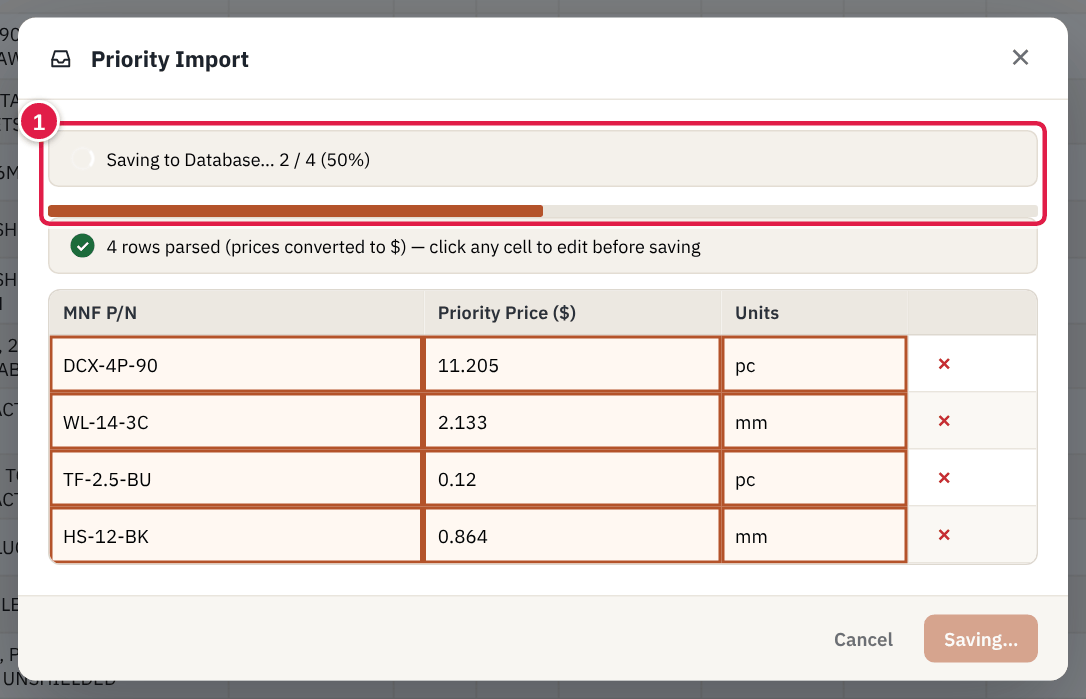 Priority Import
1
Saving to Database... 2 / 4 (50%)
4 rows parsed (prices converted to $) — click any cell to edit before saving
MNF P/N Priority Price ($) Units
DCX-4P-90 11.205 pc ×
WL-14-3C 2.133 mm ×
TF-2.5-BU 0.12 pc ×
HS-12-BK 0.864 mm ×
Cancel Saving...
UNSHIELDED